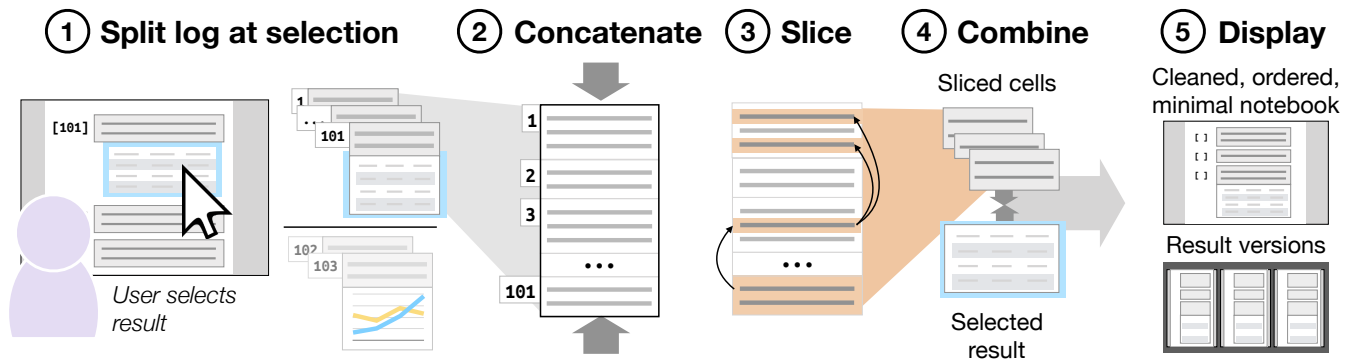 1 Split log at selection
2 Concatenate
3 Slice
4 Combine
5 Display
[101]
User selects
result
1
...
101
102
103
1
2
3
...
101
...
Sliced cells
Selected
result
Cleaned, ordered,
minimal notebook
[ ]
[ ]
[ ]
Result versions